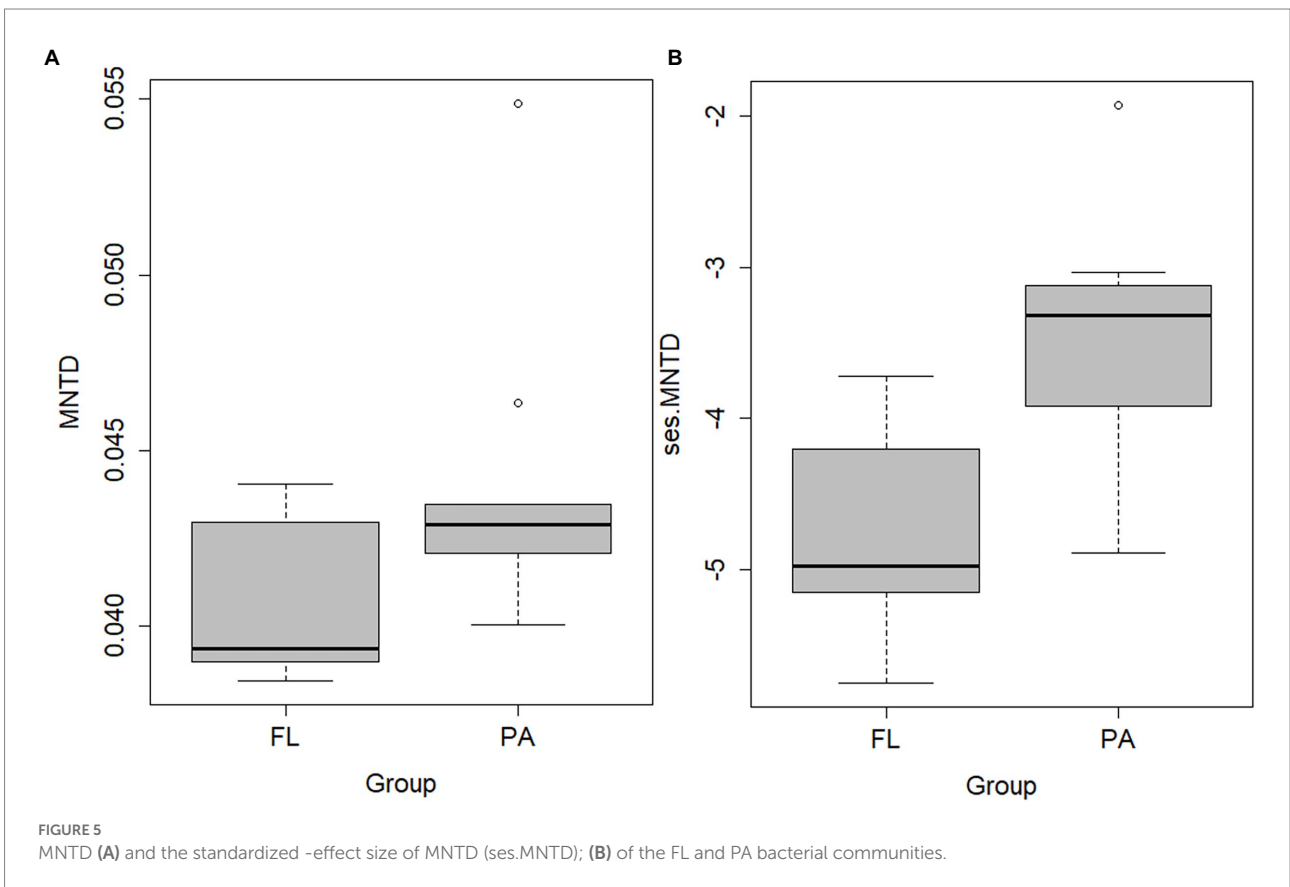 A
B
0.055
0.050
0.045
0.040
MNTD
FL
PA
Group
-2
-3
-4
-5
ses.MNTD
FL
PA
Group
FIGURE 5
MNTD (A) and the standardized -effect size of MNTD (ses.MNTD); (B) of the FL and PA bacterial communities.